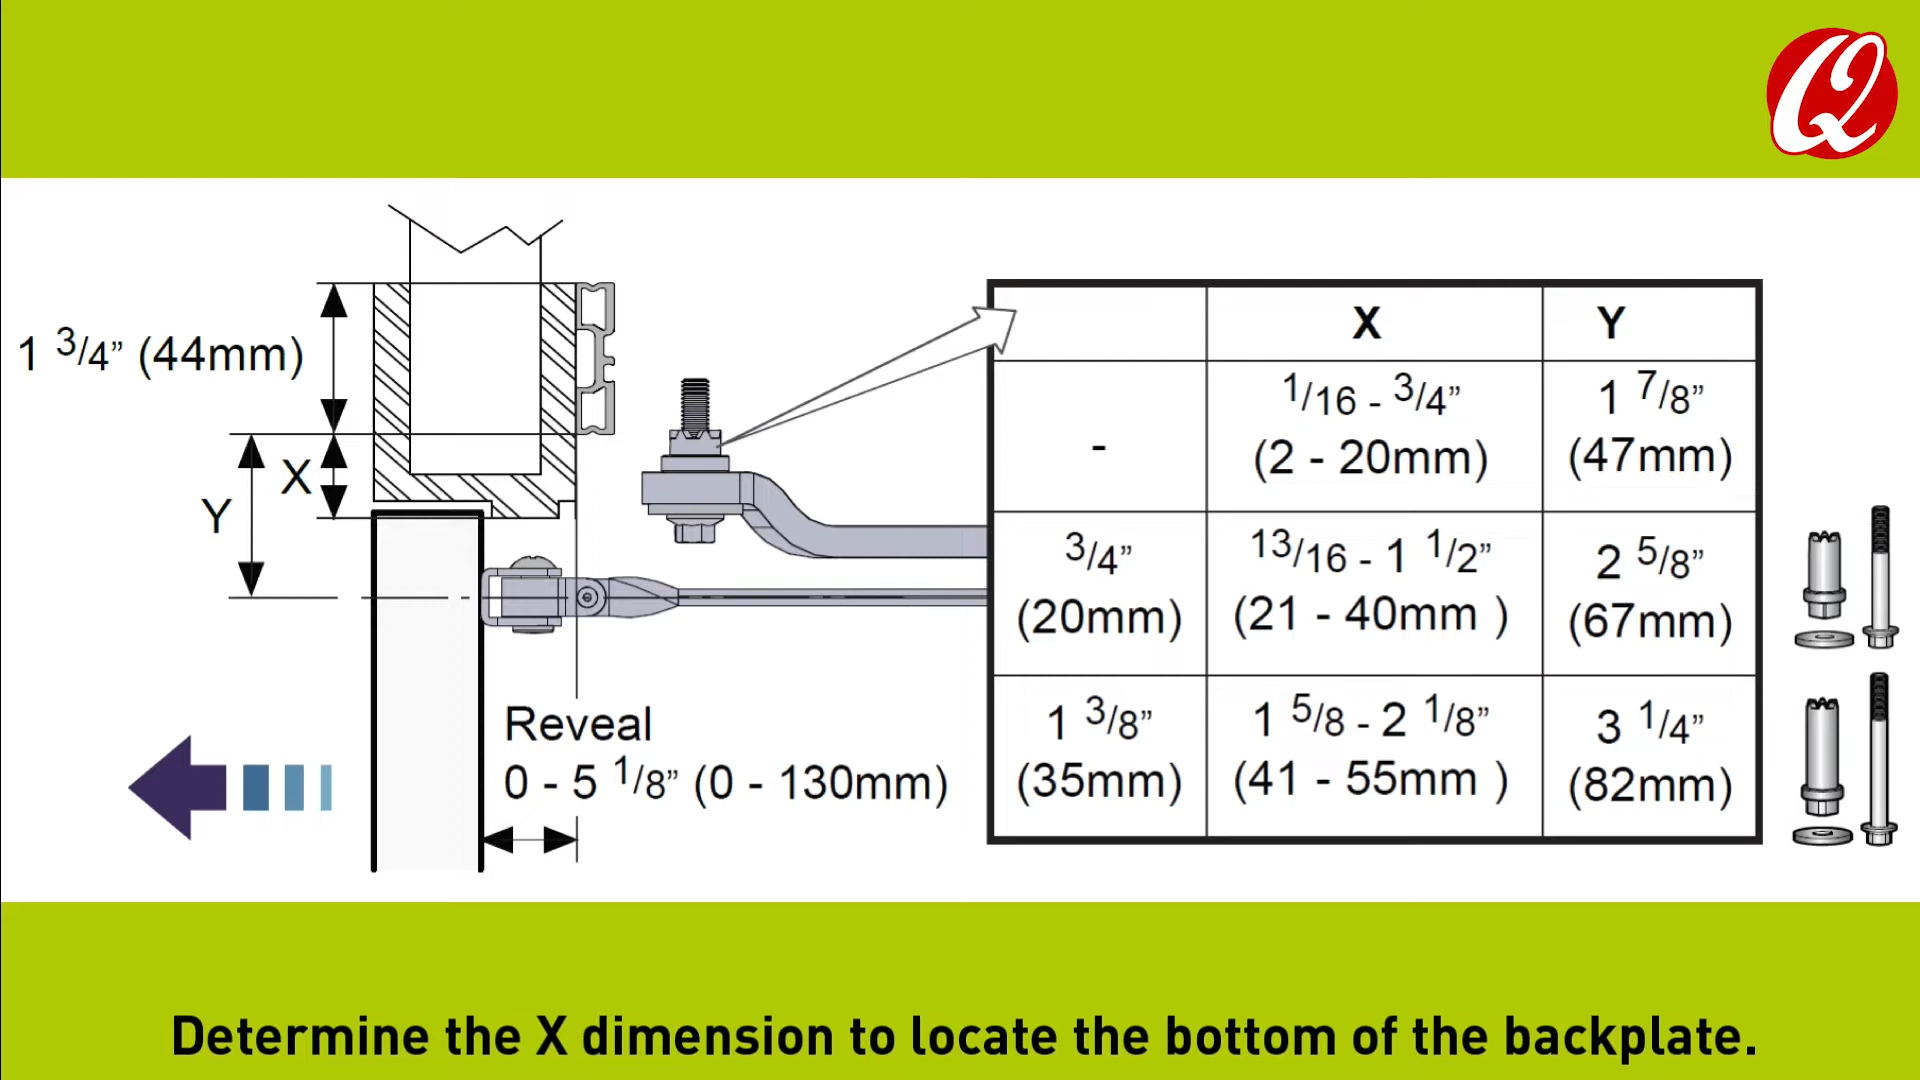 Q
1 3/4” (44mm)
X
Y
Reveal
0 - 5 1/8” (0 - 130mm)
X Y
- 1/16 - 3/4” 1 7/8”
(2 - 20mm) (47mm)
3/4” 13/16 - 1 1/2” 2 5/8”
(20mm) (21 - 40mm ) (67mm)
1 3/8” 1 5/8 - 2 1/8” 3 1/4”
(35mm) (41 - 55mm ) (82mm)
Determine the X dimension to locate the bottom of the backplate.